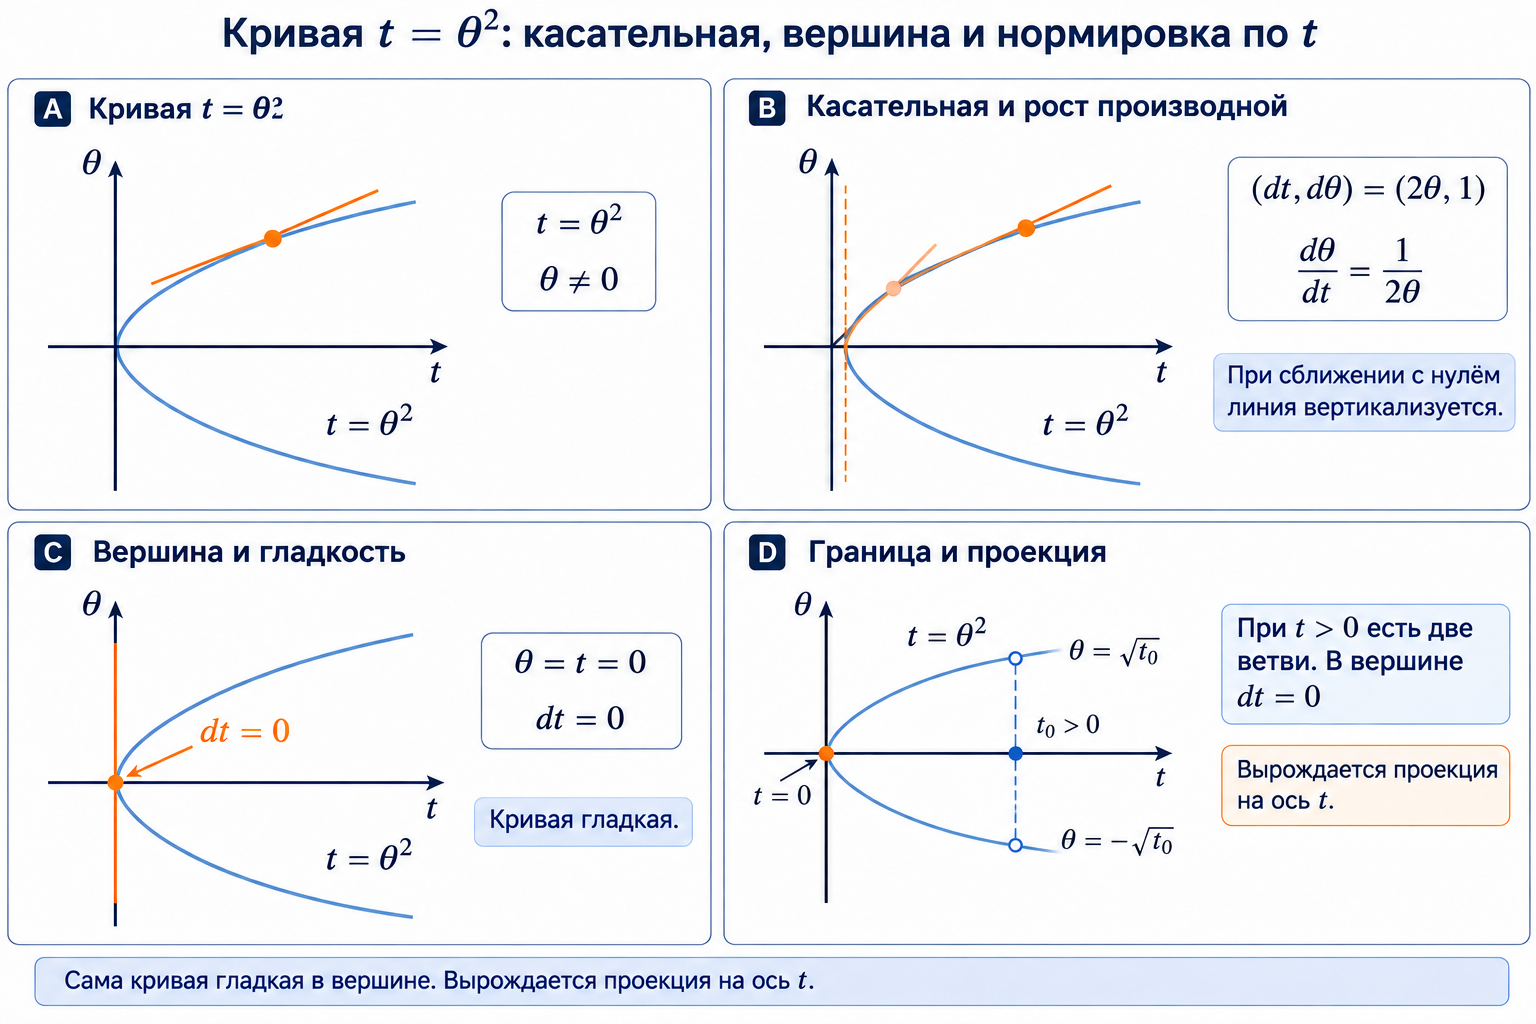 Кривая t = θ²: касательная, вершина и нормировка по t
A Кривая t = θ2
θ
t
t = θ²
t = θ²
θ ≠ 0
B Касательная и рост производной
θ
t
t = θ²
(dt, dθ) = (2θ, 1)
dθ/dt = 1/2θ
При сближении с нулём
линия вертикализуется.
C Вершина и гладкость
θ
dt = 0
t
t = θ²
θ = t = 0
dt = 0
Кривая гладкая.
D Граница и проекция
θ
t = θ²
θ = √t₀
t₀ > 0
t
t = 0
θ = −√t₀
При t > 0 есть две
ветви. В вершине
dt = 0
Вырождается проекция
на ось t.
Сама кривая гладкая в вершине. Вырождается проекция на ось t.